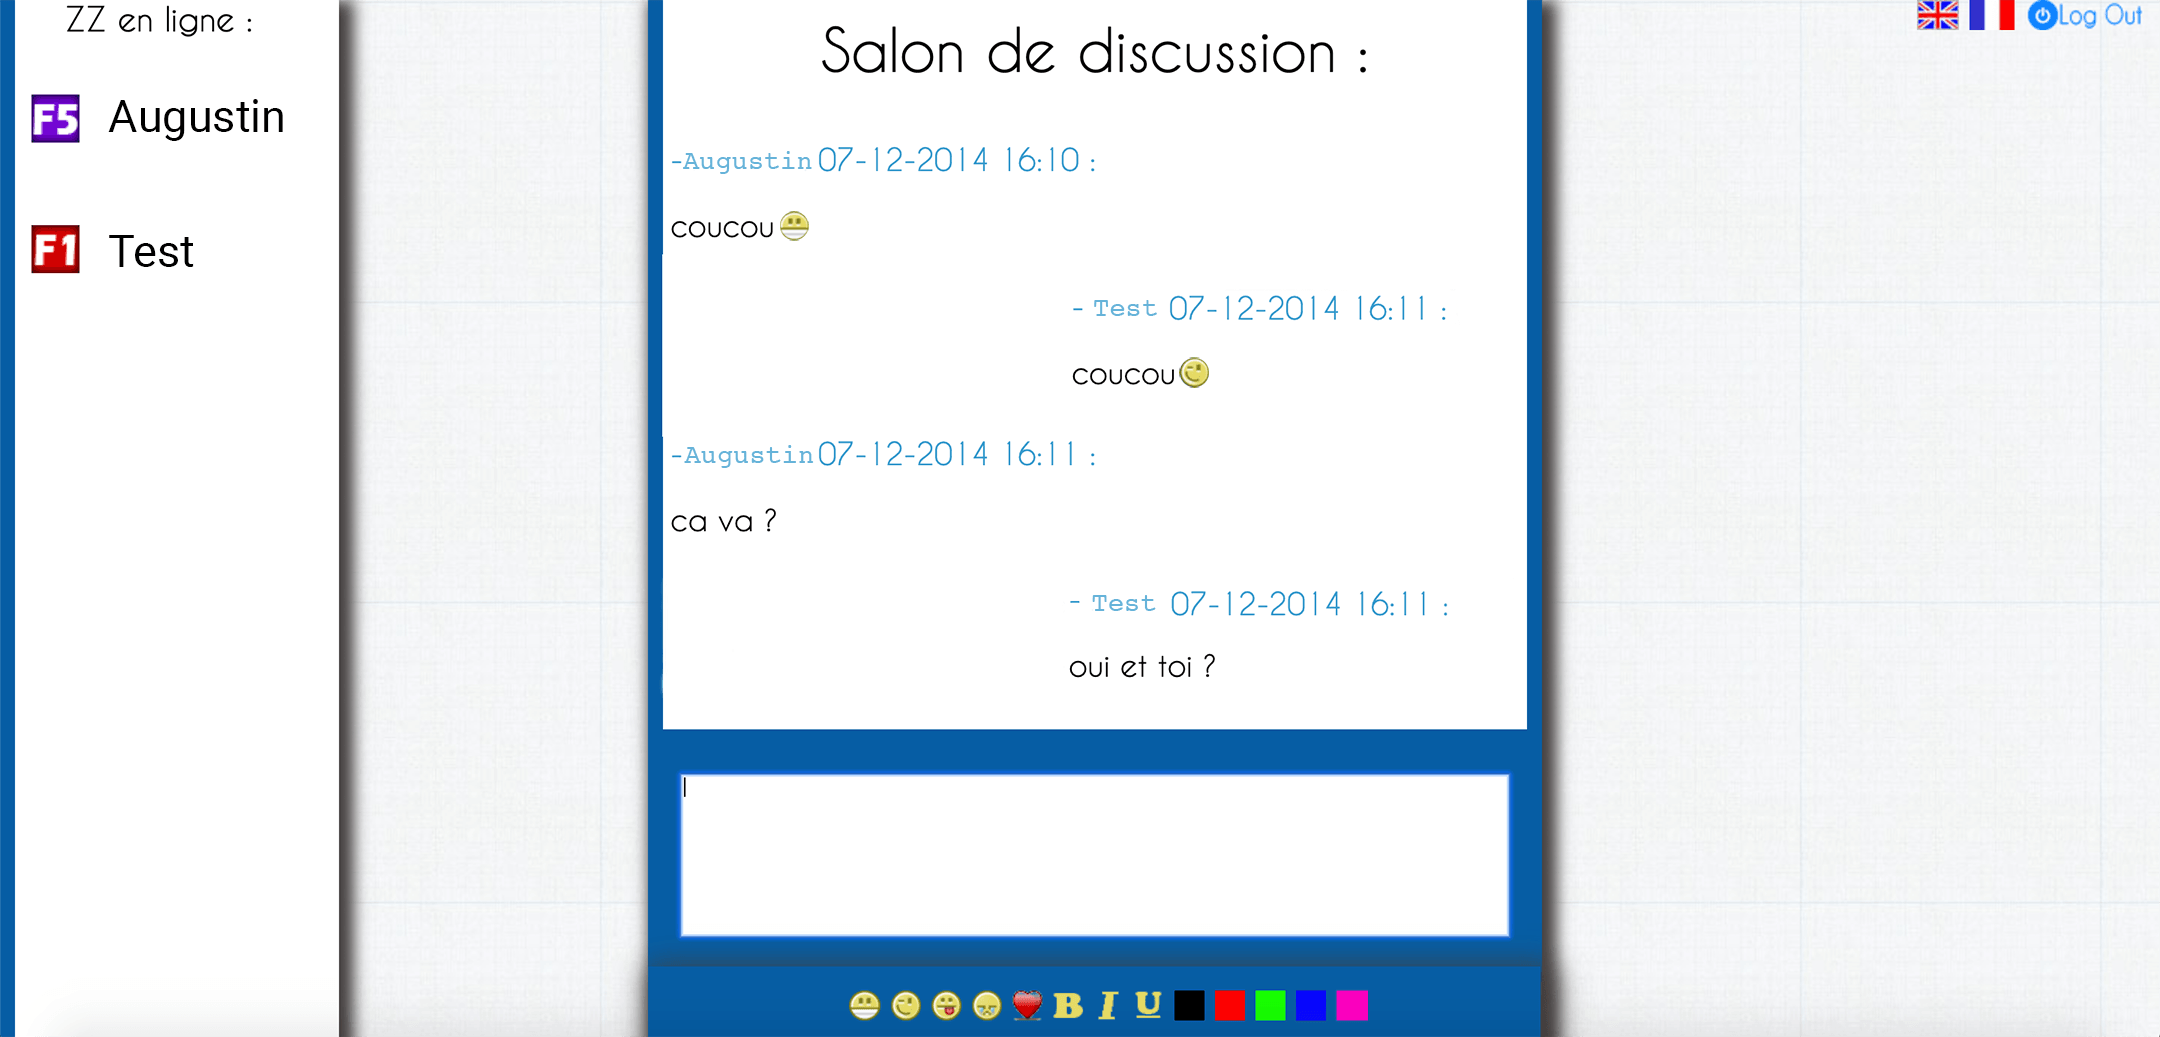 ZZ en ligne :
F5 Augustin
F1 Test
Salon de discussion :
-Augustin 07-12-2014 16:10 :
coucou
- Test 07-12-2014 16:11 :
coucou
-Augustin 07-12-2014 16:11 :
ca va ?
- Test 07-12-2014 16:11 :
oui et toi ?
B I U
Log Out